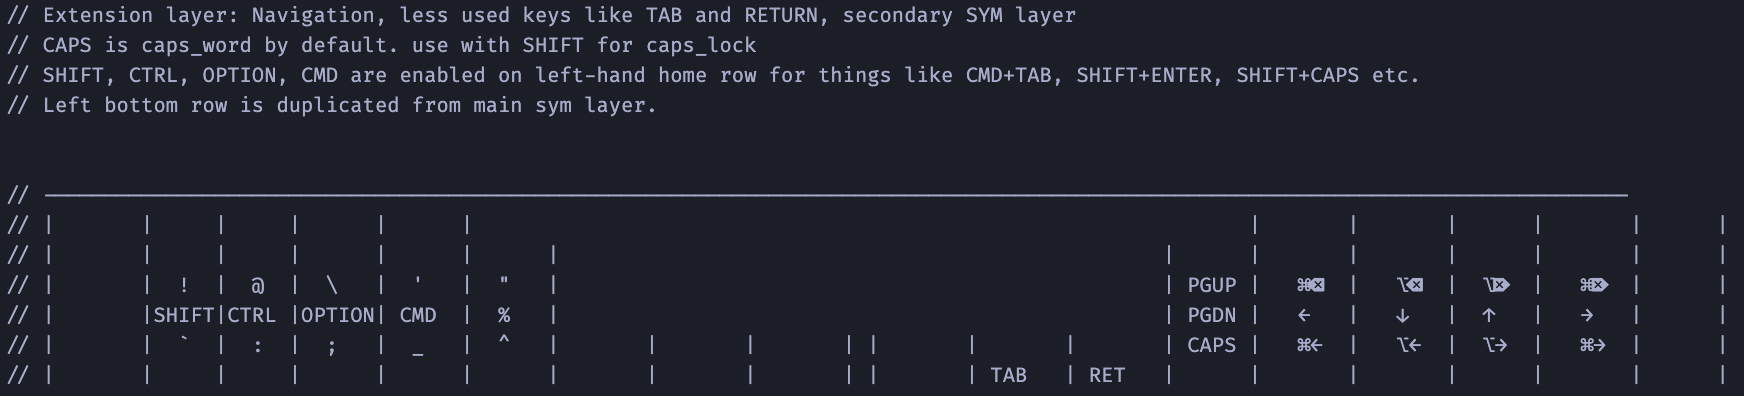 // Extension layer: Navigation, less used keys like TAB and RETURN, secondary SYM layer
// CAPS is caps_word by default. use with SHIFT for caps_lock
// SHIFT, CTRL, OPTION, CMD are enabled on left-hand home row for things like CMD+TAB, SHIFT+ENTER, SHIFT+CAPS etc.
// Left bottom row is duplicated from main sym layer.
// ─────────────────────────────────────────────────────────────────
// |       |     |     |      |      |                                                               |       |       |      |       |      |
// |       |     |     |      |      |      |                                                 |      |       |       |      |       |      |
// |       |  !  |  @  |  \   |  '   |  "   |                                                 | PGUP |  ⌘⌫   |  ⌥⌫   |  ⌥⌦  |  ⌘⌦   |      |
// |       |SHIFT|CTRL |OPTION| CMD  |  %   |                                                 | PGDN |  ←    |  ↓    |  ↑   |  →    |      |
// |       |  `  |  :  |  ;   |  _   |  ^   |       |       |       | |       |       | CAPS |  ⌘←   |  ⌥←   |  ⌥→  |  ⌘→   |      |
// |       |     |     |      |      |      |       |       | |       | TAB   | RET   |      |       |       |      |       |      |